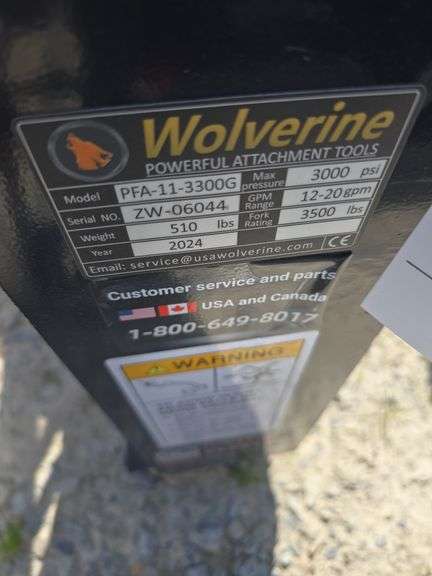 Wolverine
POWERFUL ATTACHMENT TOOLS
Model PFA-11-3300G Max pressure 3000 psi
Serial NO. ZW-06044 GPM Range 12-20gpm
Weight 510 lbs Fork Rating 3500 lbs
Year 2024
Email: service@usawolverine.com CE
Customer service and parts
USA and Canada
1-800-649-8017
WARNING